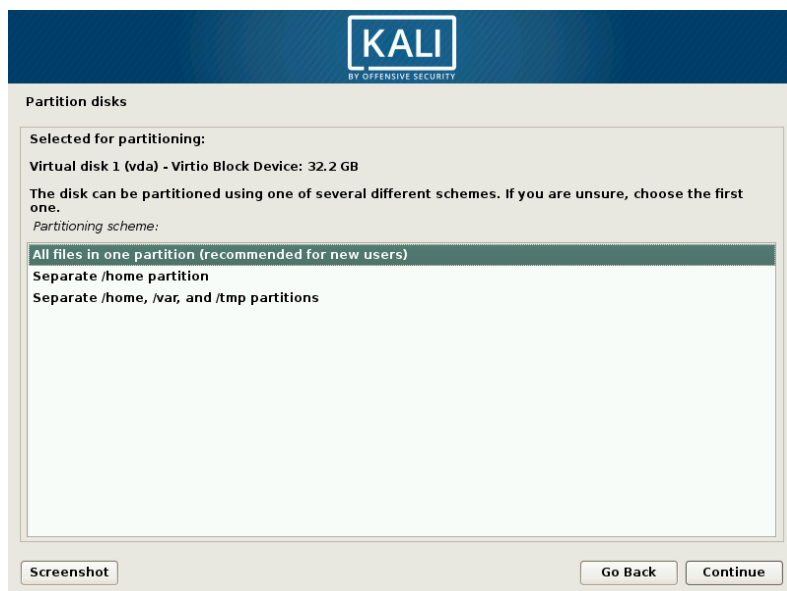 KALI
BY OFFENSIVE SECURITY
Partition disks
Selected for partitioning:
Virtual disk 1 (vda) - Virtio Block Device: 32.2 GB
The disk can be partitioned using one of several different schemes. If you are unsure, choose the first
one.
Partitioning scheme:
All files in one partition (recommended for new users)
Separate /home partition
Separate /home, /var, and /tmp partitions
Screenshot
Go Back
Continue